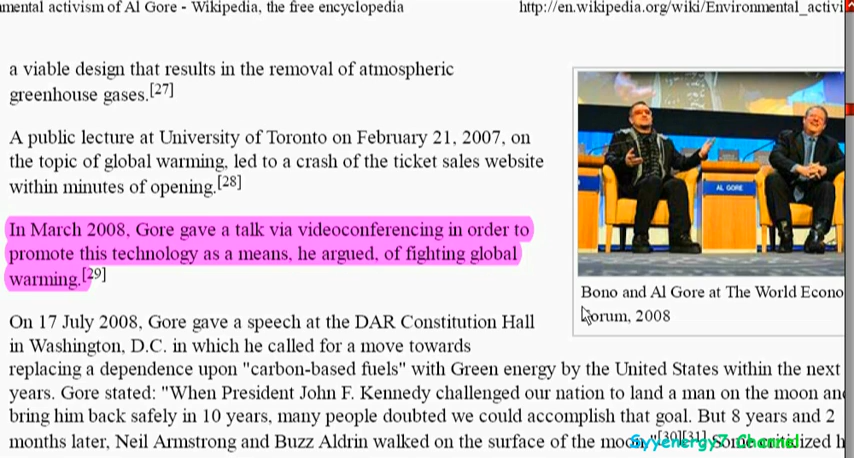 mental activism of Al Gore - Wikipedia, the free encyclopedia
http://en.wikipedia.org/wiki/Environmental_activi
a viable design that results in the removal of atmospheric
greenhouse gases.[27]
A public lecture at University of Toronto on February 21, 2007, on
the topic of global warming, led to a crash of the ticket sales website
within minutes of opening.[28]
In March 2008, Gore gave a talk via videoconferencing in order to
promote this technology as a means, he argued, of fighting global
warming.[29]
AL GORE
Bono and Al Gore at The World Econo
Forum, 2008
On 17 July 2008, Gore gave a speech at the DAR Constitution Hall
in Washington, D.C. in which he called for a move towards
replacing a dependence upon "carbon-based fuels" with Green energy by the United States within the next
years. Gore stated: "When President John F. Kennedy challenged our nation to land a man on the moon and
bring him back safely in 10 years, many people doubted we could accomplish that goal. But 8 years and 2
months later, Neil Armstrong and Buzz Aldrin walked on the surface of the moon."[30][31] Some criticized h
Syyenergy7 Channel